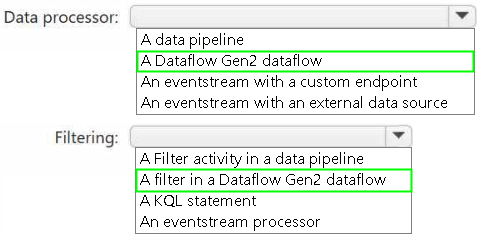 Data processor:
A data pipeline
A Dataflow Gen2 dataflow
An eventstream with a custom endpoint
An eventstream with an external data source
Filtering:
A Filter activity in a data pipeline
A filter in a Dataflow Gen2 dataflow
A KQL statement
An eventstream processor